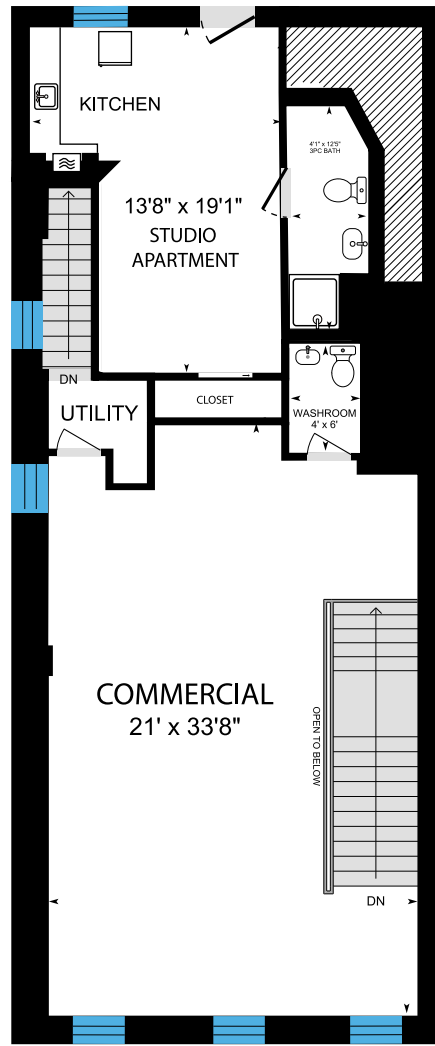 KITCHEN
4'1" x 12'5"
3PC BATH
13'8" x 19'1"
STUDIO
APARTMENT
DN
UTILITY
CLOSET
WASHROOM
4' x 6'
COMMERCIAL
21' x 33'8"
OPEN TO BELOW
DN